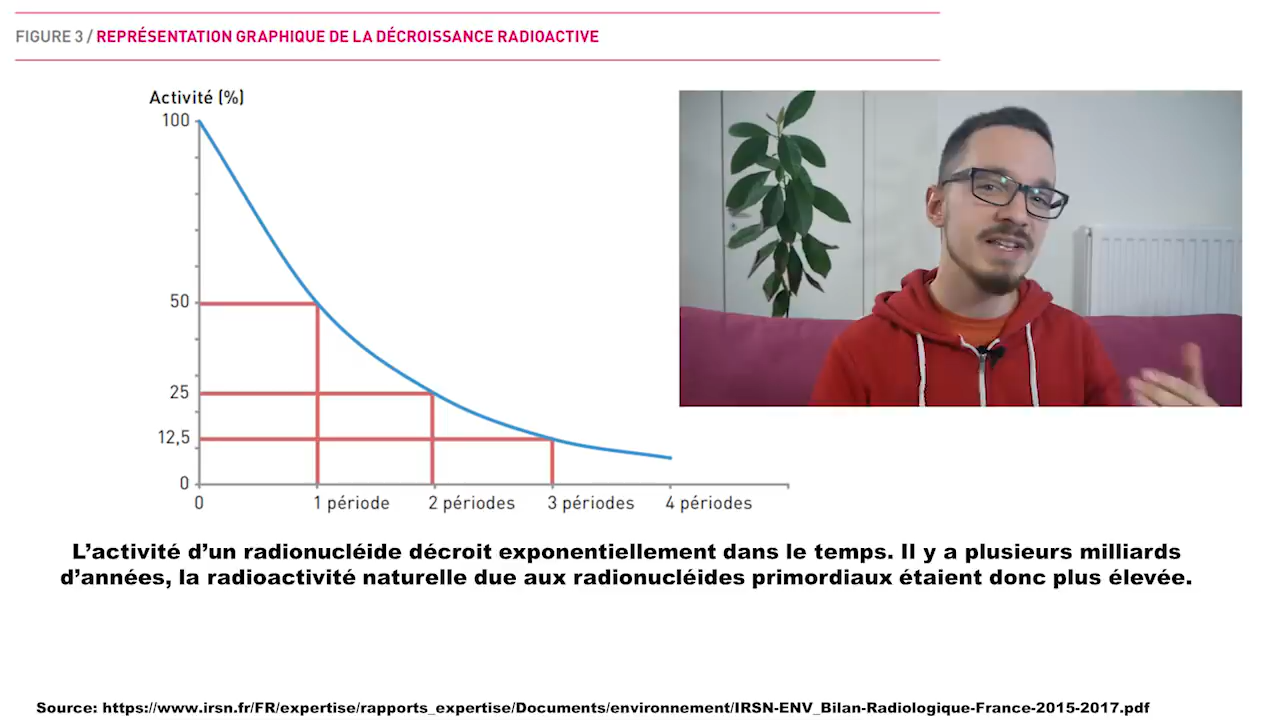 FIGURE 3 / REPRÉSENTATION GRAPHIQUE DE LA DÉCROISSANCE RADIOACTIVE
Activité (%)
100
50
25
12,5
0
0 1 période 2 périodes 3 périodes 4 périodes
L’activité d’un radionucléide décroit exponentiellement dans le temps. Il y a plusieurs milliards
d’années, la radioactivité naturelle due aux radionucléides primordiaux étaient donc plus élevée.
Source: https://www.irsn.fr/FR/expertise/rapports_expertise/Documents/environnement/IRSN-ENV_Bilan-Radiologique-France-2015-2017.pdf